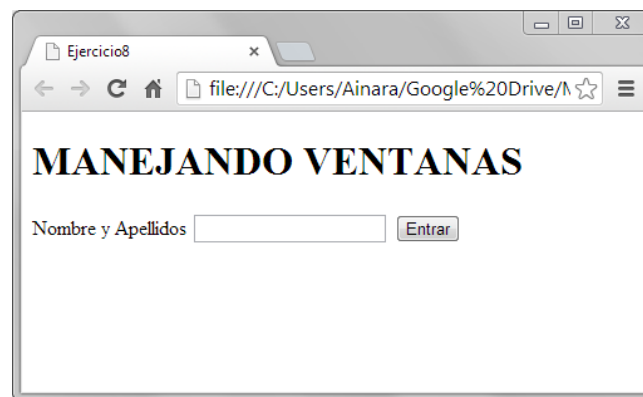 Ejercicio8
file:///C:/Users/Ainara/Google%20Drive/M
MANEJANDO VENTANAS
Nombre y Apellidos Entrar